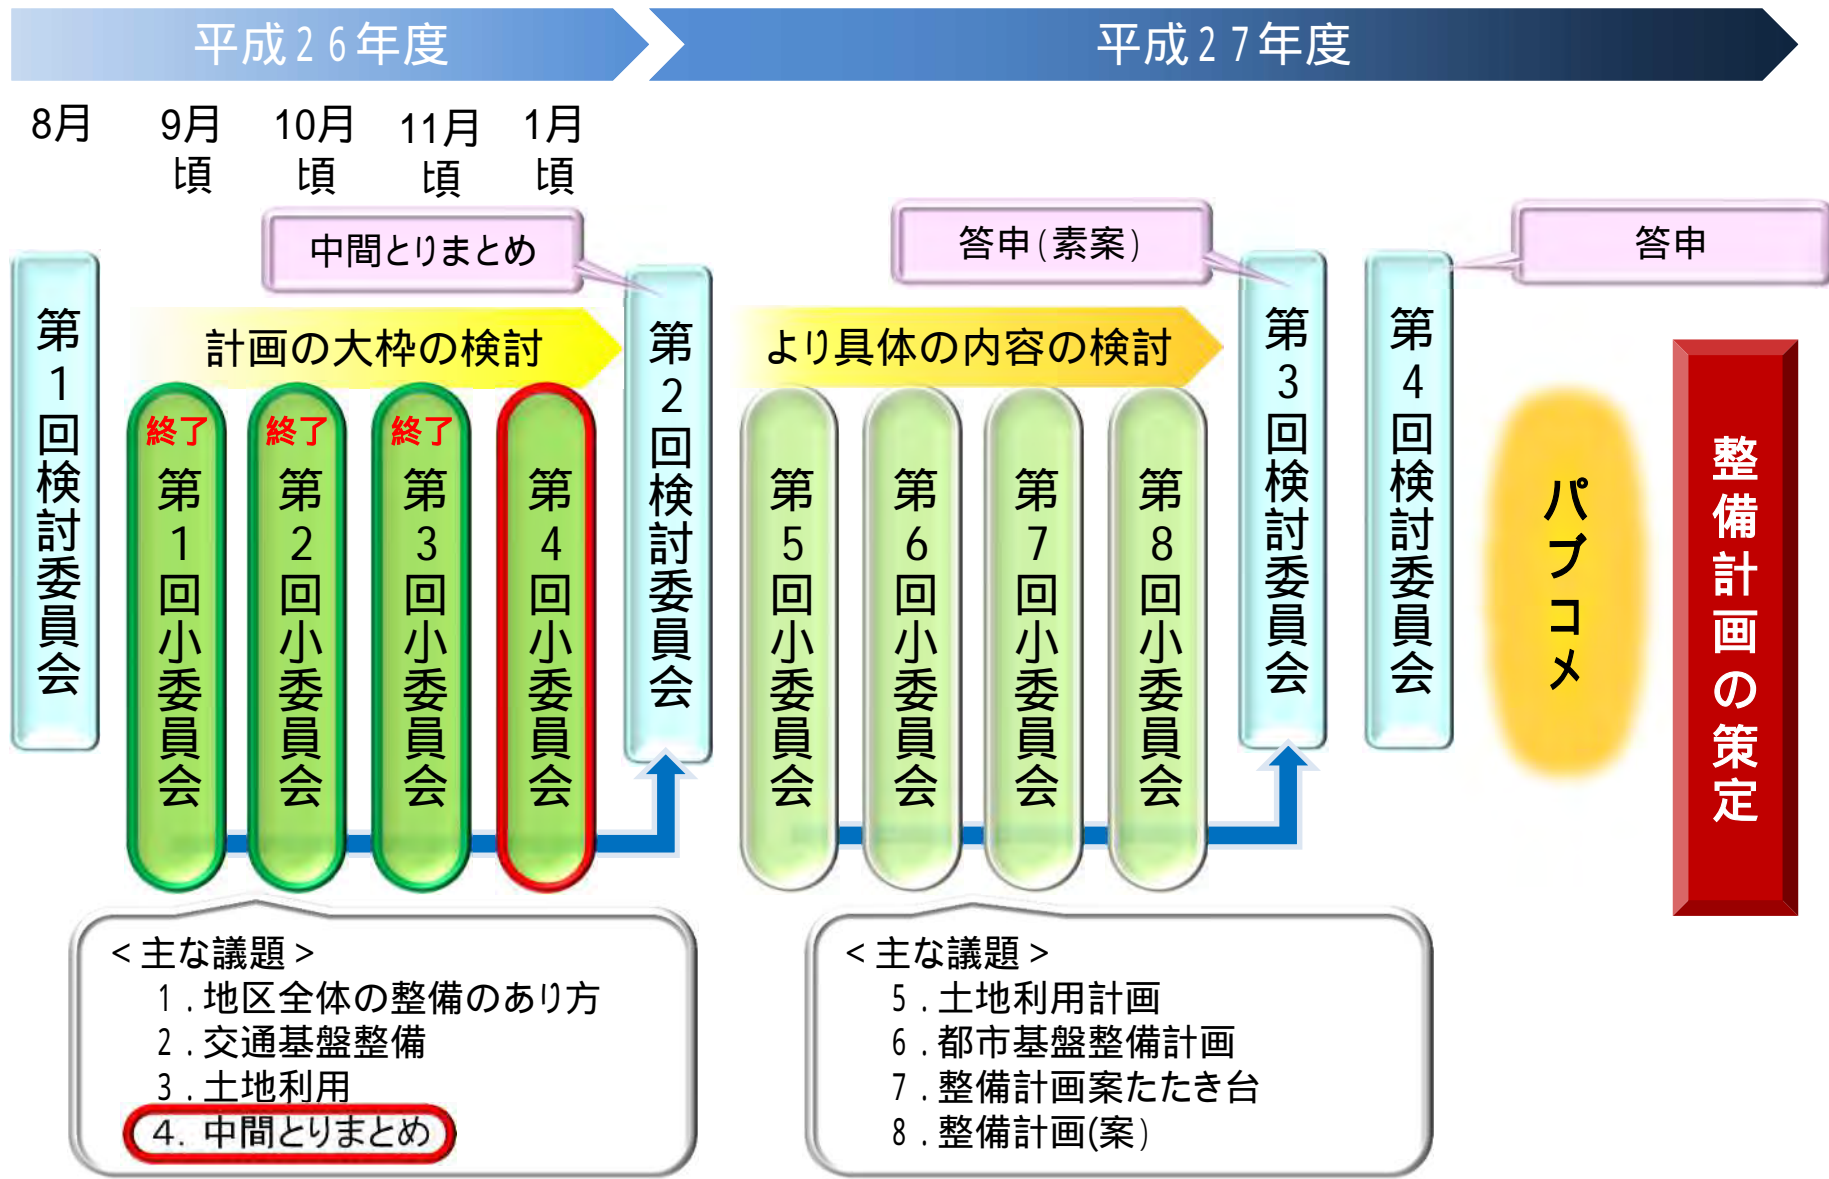 平成２６年度
平成２７年度
8月
9月頃
10月頃
11月頃
1月頃
中間とりまとめ
答申(素案)
答申
計画の大枠の検討
より具体の内容の検討
第１回検討委員会
終了
第１回小委員会
終了
第２回小委員会
終了
第３回小委員会
第４回小委員会
第２回検討委員会
第５回小委員会
第６回小委員会
第７回小委員会
第８回小委員会
第３回検討委員会
第４回検討委員会
パブコメ
整備計画の策定
＜主な議題＞
１．地区全体の整備のあり方
２．交通基盤整備
３．土地利用
４．中間とりまとめ
＜主な議題＞
５．土地利用計画
６．都市基盤整備計画
７．整備計画案たたき台
８．整備計画(案)